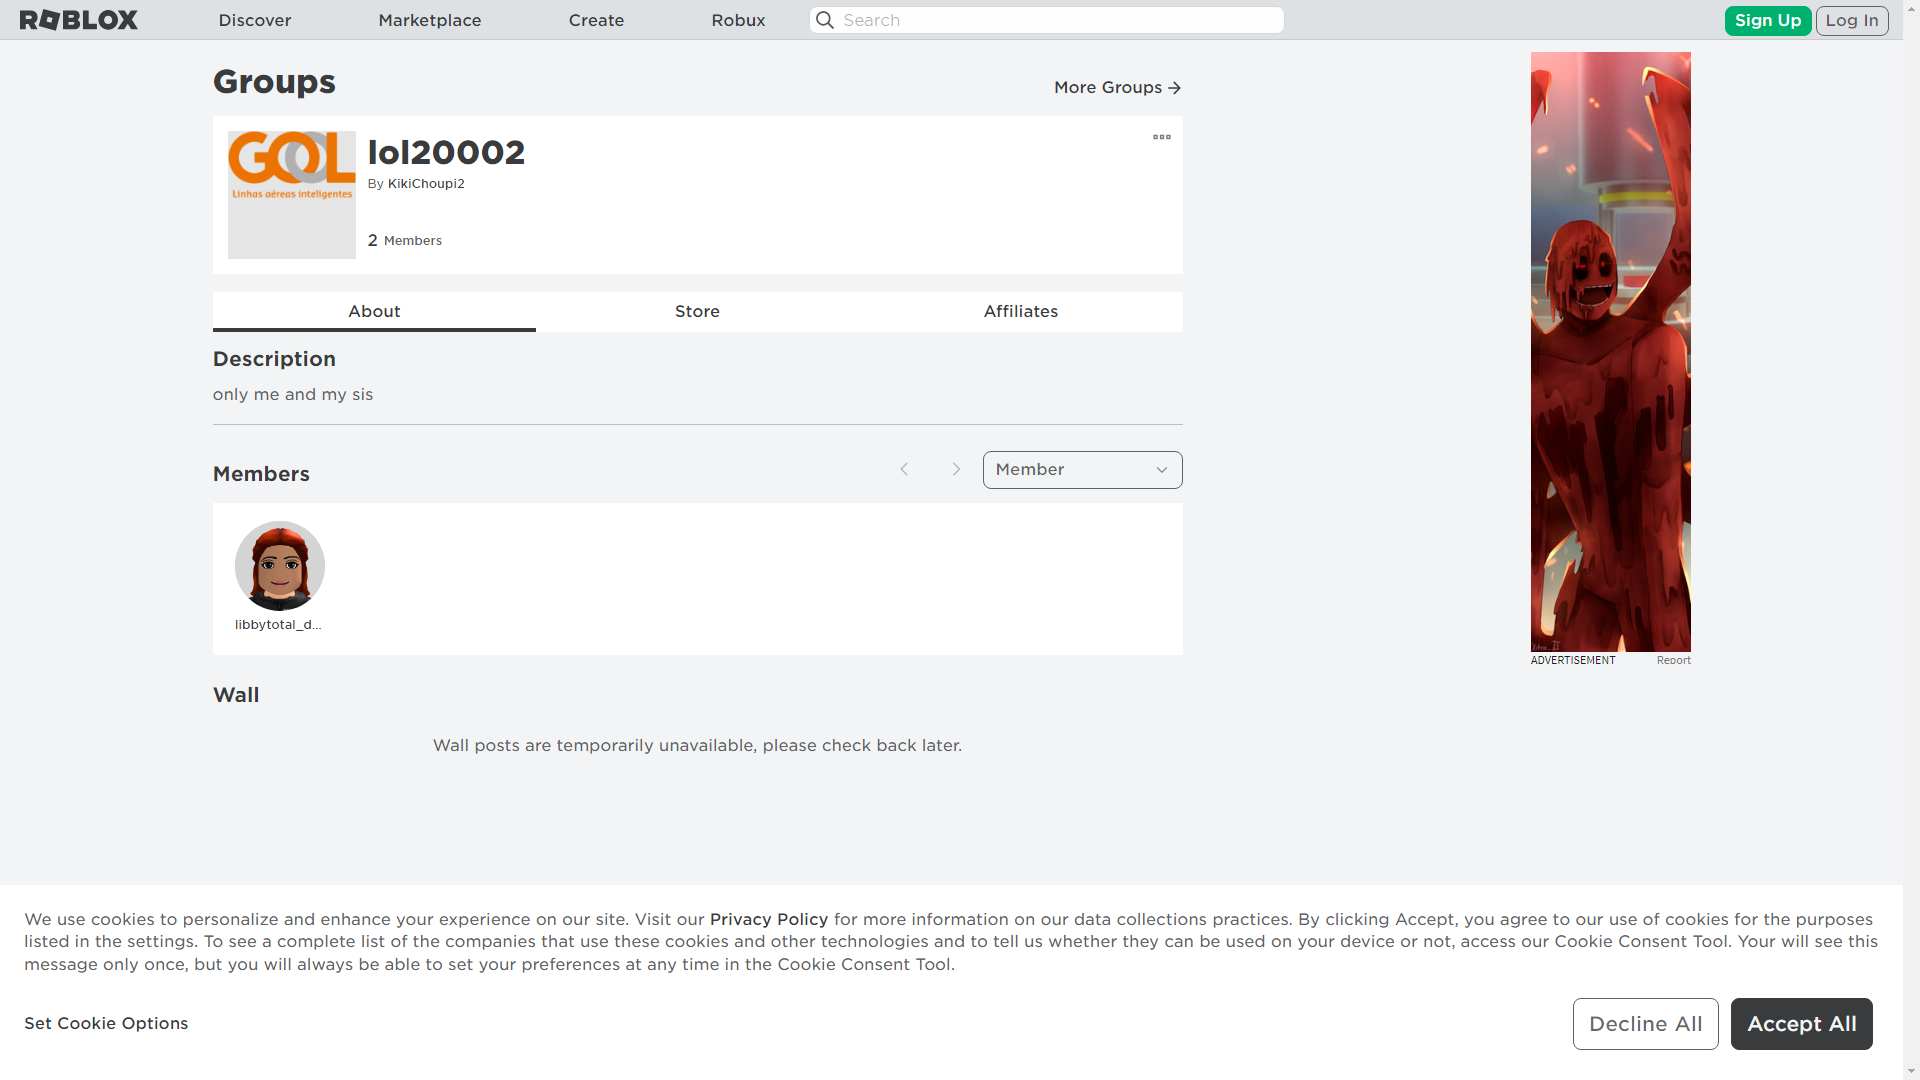 ROBLOX
Discover
Marketplace
Create
Robux
Search
Sign Up
Log In
Groups
More Groups
GOL
Linhas aéreas inteligentes
lol20002
By KikiChoupi2
2 Members
About
Store
Affiliates
Description
only me and my sis
Members
Member
libbytotal_d...
Wall
Wall posts are temporarily unavailable, please check back later.
ADVERTISEMENT
Report
We use cookies to personalize and enhance your experience on our site. Visit our Privacy Policy for more information on our data collections practices. By clicking Accept, you agree to our use of cookies for the purposes
listed in the settings. To see a complete list of the companies that use these cookies and other technologies and to tell us whether they can be used on your device or not, access our Cookie Consent Tool. Your will see this
message only once, but you will always be able to set your preferences at any time in the Cookie Consent Tool.
Set Cookie Options
Decline All
Accept All